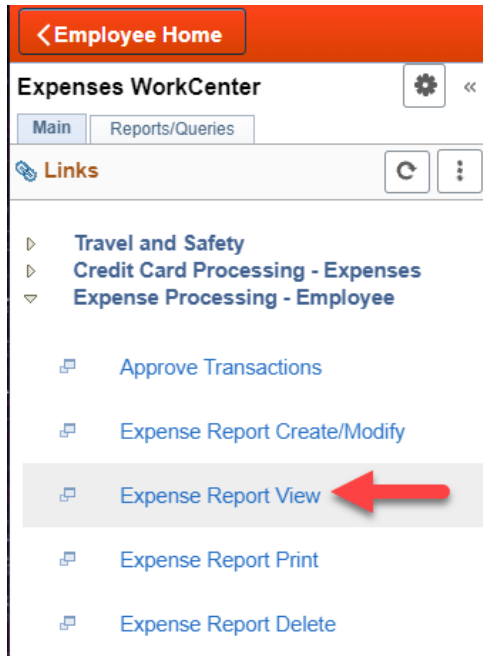 Employee Home
Expenses WorkCenter
«
Main
Reports/Queries
Links
Travel and Safety
Credit Card Processing - Expenses
Expense Processing - Employee
Approve Transactions
Expense Report Create/Modify
Expense Report View
Expense Report Print
Expense Report Delete